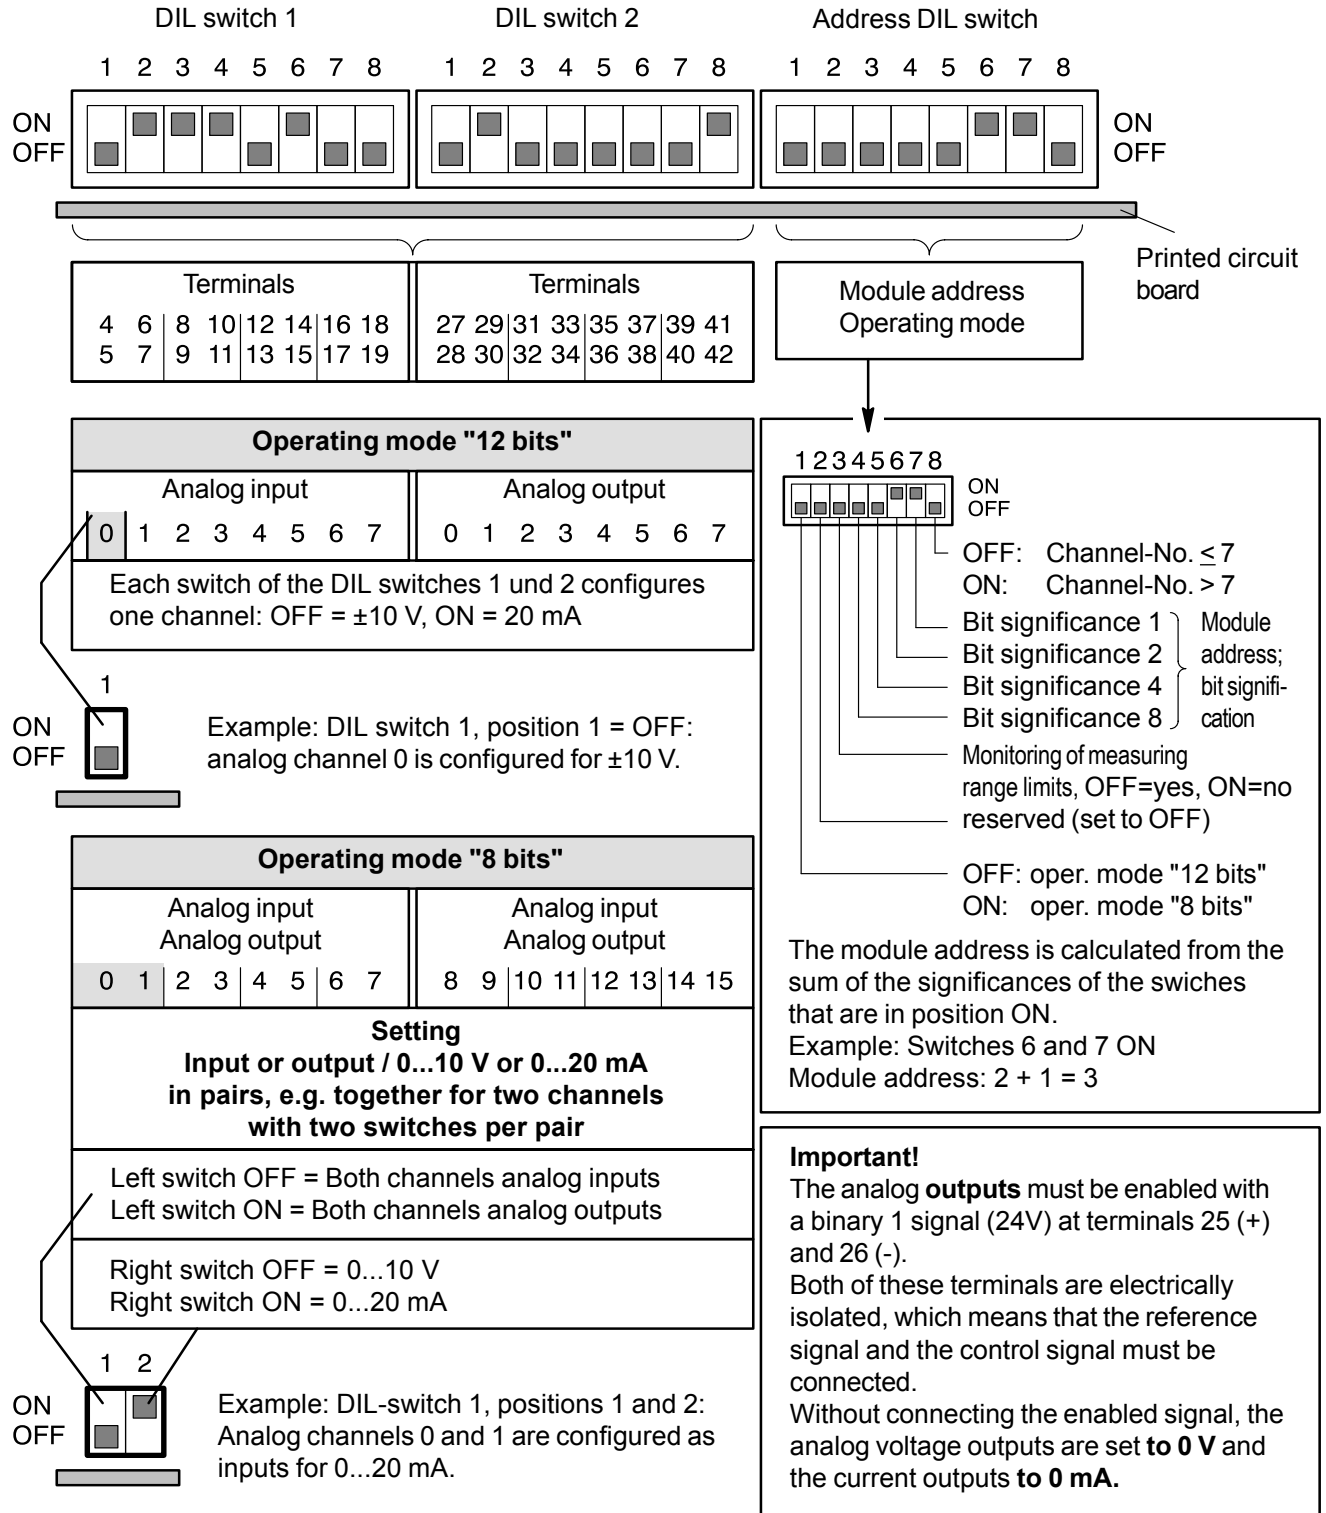 DIL switch 1 DIL switch 2 Address DIL switch
1 2 3 4 5 6 7 8 1 2 3 4 5 6 7 8 1 2 3 4 5 6 7 8
ON ON
OFF OFF
Printed circuit
board
Terminals Terminals
4 6 8 10 12 14 16 18 27 29 31 33 35 37 39 41
5 7 9 11 13 15 17 19 28 30 32 34 36 38 40 42
Module address
Operating mode
Operating mode "12 bits"
Analog input Analog output
0 1 2 3 4 5 6 7 0 1 2 3 4 5 6 7
Each switch of the DIL switches 1 und 2 configures
one channel: OFF = ±10 V, ON = 20 mA
1
ON
OFF
Example: DIL switch 1, position 1 = OFF:
analog channel 0 is configured for ±10 V.
Operating mode "8 bits"
Analog input Analog input
Analog output Analog output
0 1 2 3 4 5 6 7 8 9 10 11 12 13 14 15
Setting
Input or output / 0...10 V or 0...20 mA
in pairs, e.g. together for two channels
with two switches per pair
Left switch OFF = Both channels analog inputs
Left switch ON = Both channels analog outputs
Right switch OFF = 0...10 V
Right switch ON = 0...20 mA
1 2
ON
OFF
Example: DIL-switch 1, positions 1 and 2:
Analog channels 0 and 1 are configured as
inputs for 0...20 mA.
12345678
ON
OFF
OFF: Channel-No. ≤ 7
ON: Channel-No. > 7
Bit significance 1 Module
Bit significance 2 address;
Bit significance 4 bit signifi-
Bit significance 8 cation
Monitoring of measuring
range limits, OFF=yes, ON=no
reserved (set to OFF)
OFF: oper. mode "12 bits"
ON: oper. mode "8 bits"
The module address is calculated from the
sum of the significances of the swiches
that are in position ON.
Example: Switches 6 and 7 ON
Module address: 2 + 1 = 3
Important!
The analog outputs must be enabled with
a binary 1 signal (24V) at terminals 25 (+)
and 26 (-).
Both of these terminals are electrically
isolated, which means that the reference
signal and the control signal must be
connected.
Without connecting the enabled signal, the
analog voltage outputs are set to 0 V and
the current outputs to 0 mA.